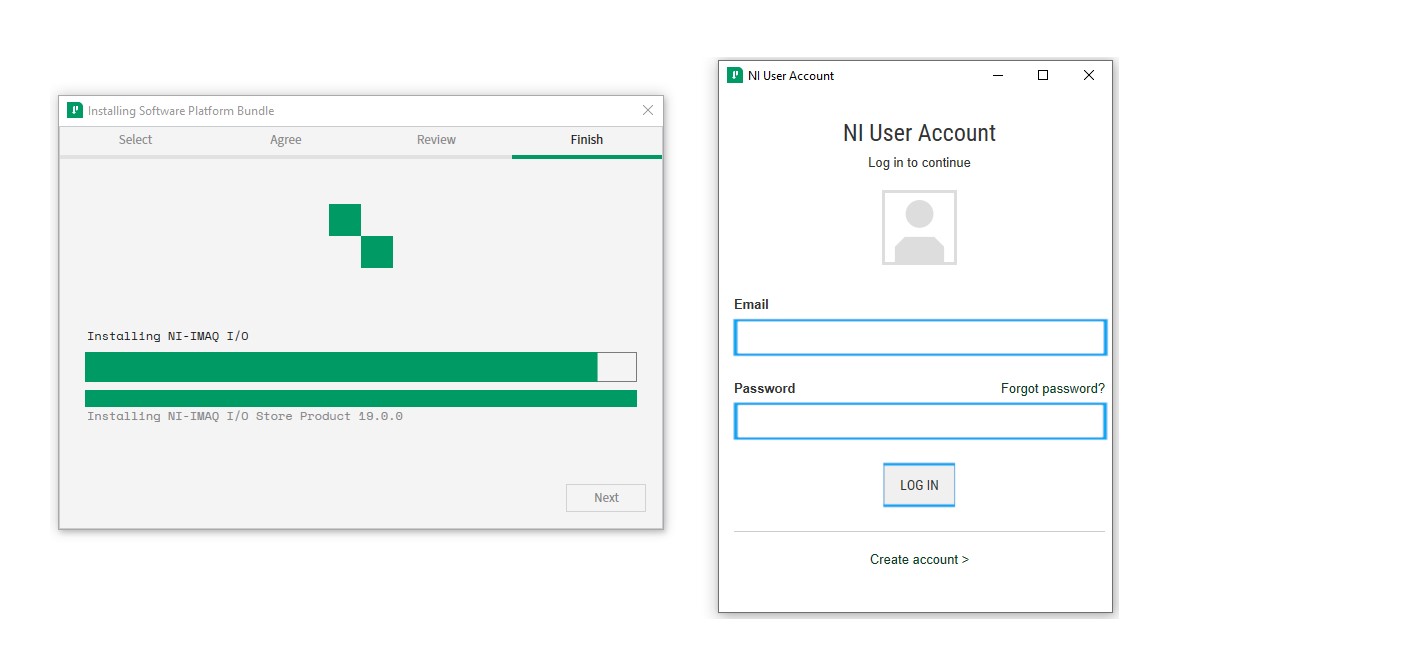 Installing Software Platform Bundle
Select Agree Review Finish
Installing NI-IMAQ I/O
Installing NI-IMAQ I/O Store Product 19.0.0
Next
NI User Account
NI User Account
Log in to continue
Email
Password Forgot password?
LOG IN
Create account >